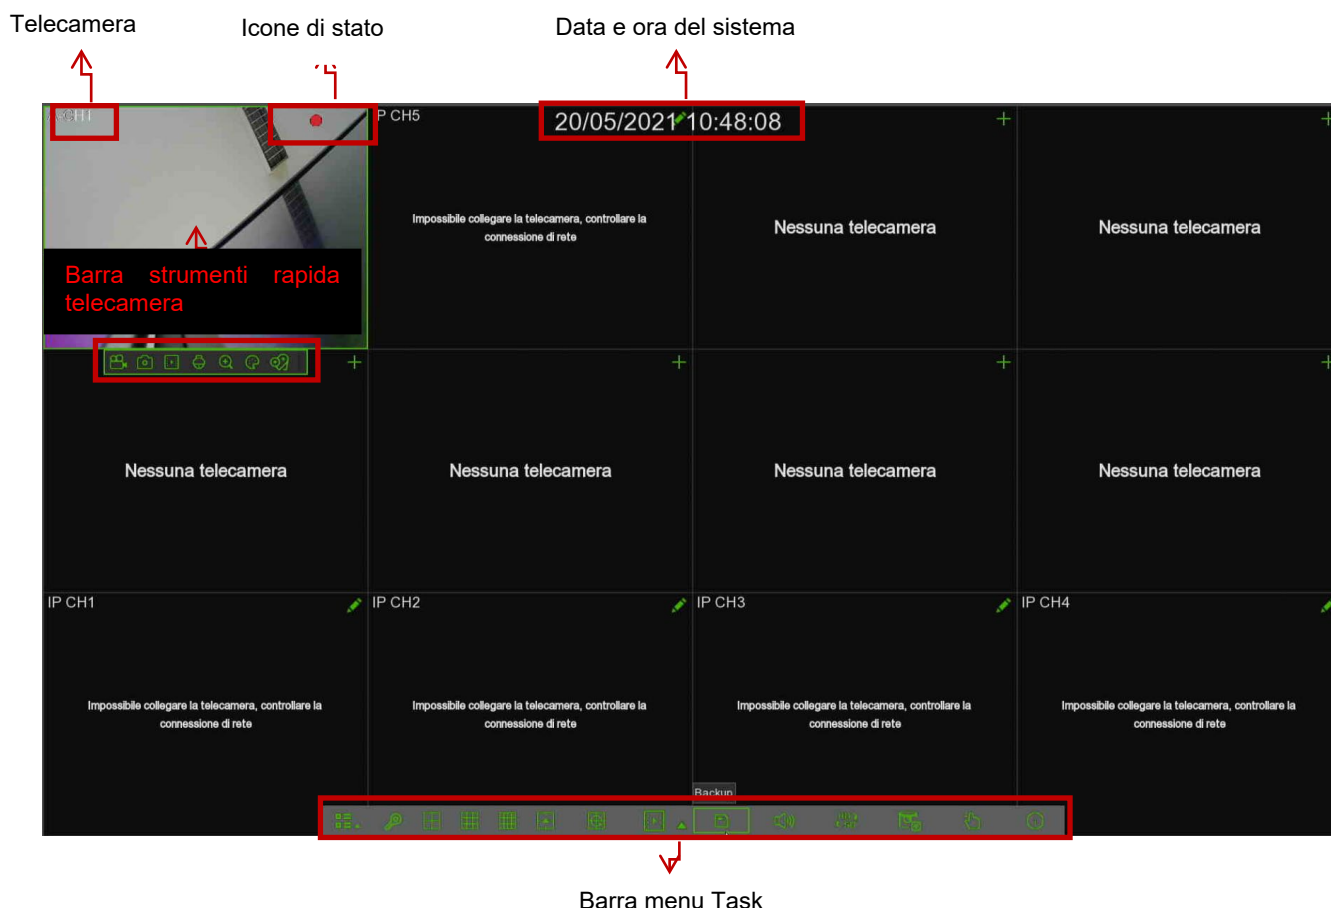 Telecamera
Icone di stato
Data e ora del sistema
CH1
IP CH5
20/05/2021 10:48:08
Impossibile collegare la telecamera, controllare la
connessione di rete
Nessuna telecamera
Nessuna telecamera
Barra strumenti rapida
telecamera
Nessuna telecamera
Nessuna telecamera
Nessuna telecamera
Nessuna telecamera
IP CH1
IP CH2
IP CH3
IP CH4
Impossibile collegare la telecamera, controllare la
connessione di rete
Impossibile collegare la telecamera, controllare la
connessione di rete
Impossibile collegare la telecamera, controllare la
connessione di rete
Impossibile collegare la telecamera, controllare la
connessione di rete
Backup
Barra menu Task